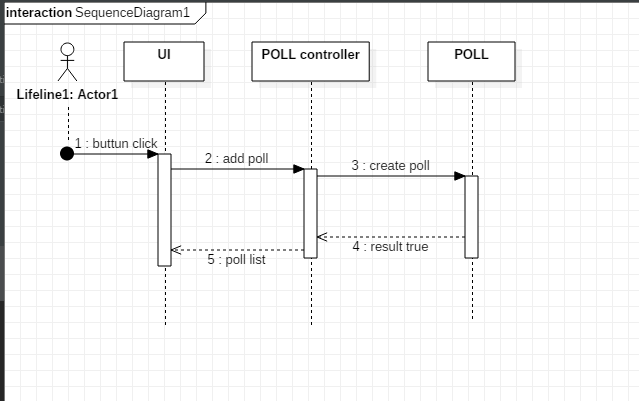 interaction SequenceDiagram1
UI
POLL controller
POLL
Lifeline1: Actor1
1 : buttun click
2 : add poll
3 : create poll
4 : result true
5 : poll list